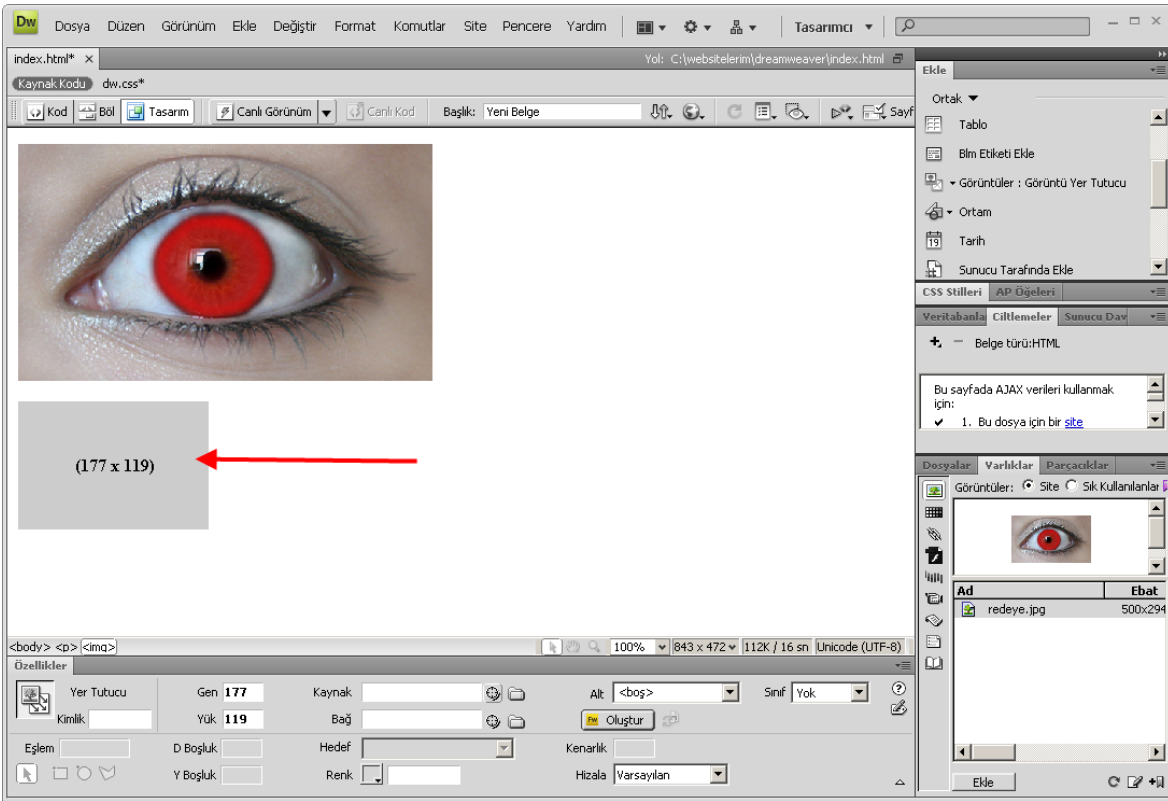 Dw Dosya Düzen Görünüm Ekle Değiştir Format Komutlar Site Pencere Yardım Tasarımcı
index.html* Yol: C:\websitelerim\dreamweaver\index.html
Kaynak Kodu dw.css*
Kod Böl Tasarım Canlı Görünüm Canlı Kod Başlık: Yeni Belge Sayf
(177 x 119)
<body> <p> <img> 100% 843 x 472 112K / 16 sn Unicode (UTF-8)
Özellikler
Yer Tutucu Gen 177 Kaynak Alt <boş> Sınıf Yok
Kimlik Yük 119 Bağ Fw Oluştur
Eşlem D Boşluk Hedef Kenarlık
Y Boşluk Renk Hizala Varsayılan
Ekle
Ortak
Tablo
Blm Etiketi Ekle
Görüntüler : Görüntü Yer Tutucu
Ortam
19 Tarih
Sunucu Tarafında Ekle
CSS Stilleri AP Öğeleri
Veritabanla Ciltlemeler Sunucu Dav
Belge türü:HTML
Bu sayfada AJAX verileri kullanmak
için:
1. Bu dosya için bir site
Dosyalar Varlıklar Parçacıklar
Görüntüler: Site Sık Kullanılanlar
Ad Ebat
redeye.jpg 500x294
Ekle